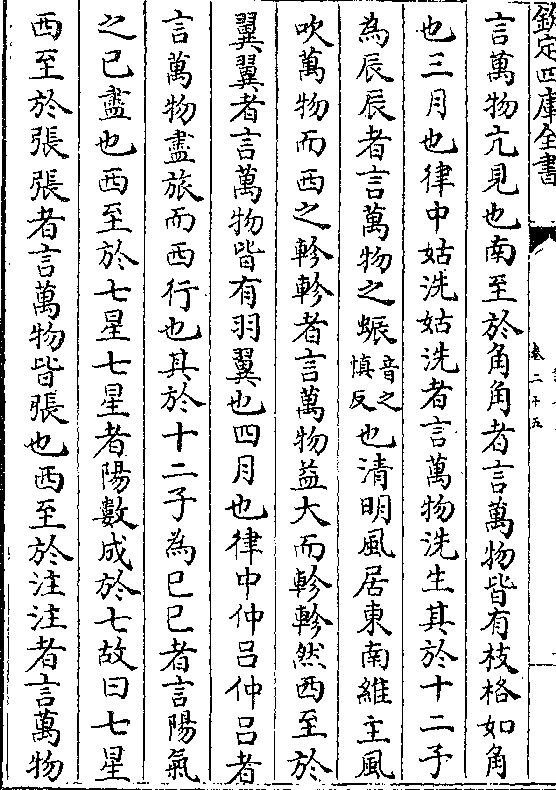 欽定四庫全書
卷二十五
言萬物亢見也南至於角角者言萬物皆有枝格如角
也三月也律中姑洗姑洗者言萬物洗生其於十二子
為辰辰者言萬物之蜄音之慎反也清明風居東南維主風
吹萬物而西之軫軫者言萬物益大而軫軫然西至於
翼翼者言萬物皆有羽翼也四月也律中仲呂仲呂者
言萬物盡旅而西行也其於十二子為巳巳者言陽氣
之已盡也西至於七星七星者陽數成於七故曰七星
西至於張張者言萬物皆張也西至於注注者言萬物